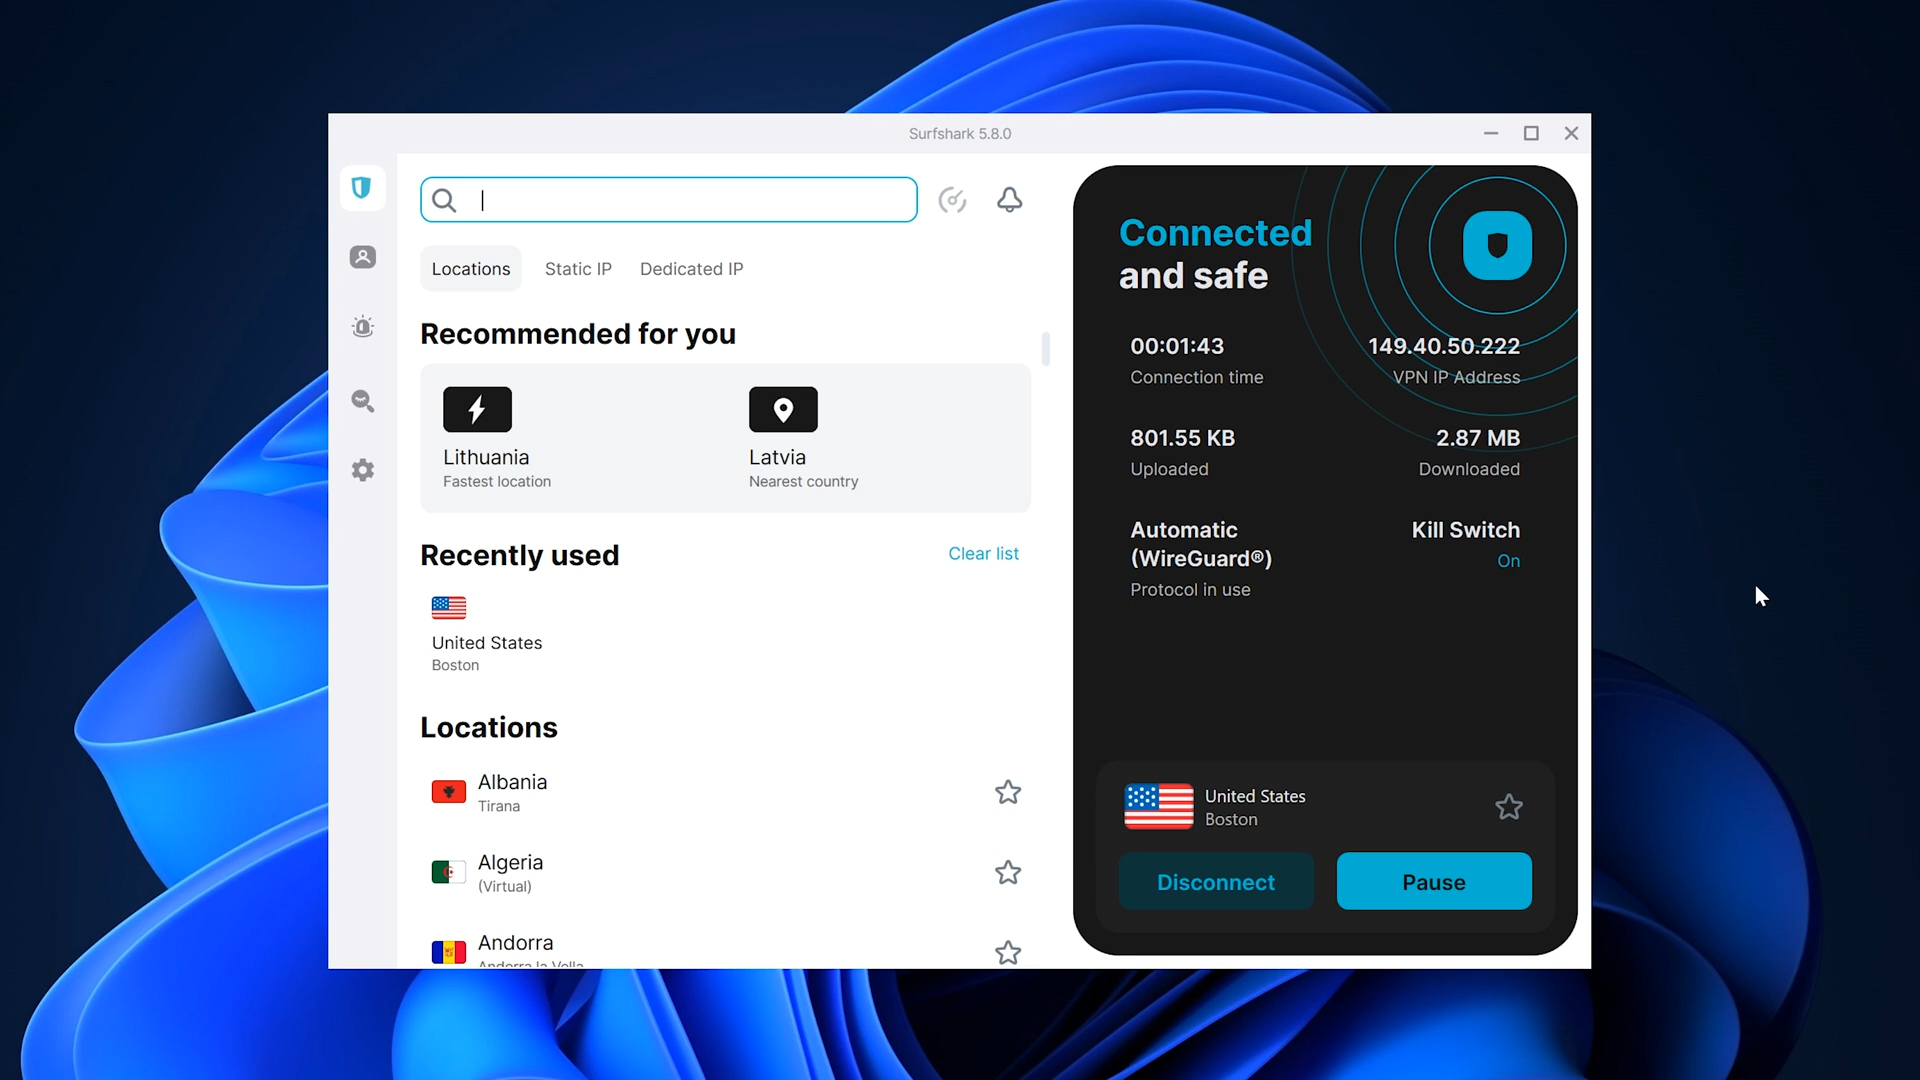 Surfshark 5.8.0
Locations
Static IP
Dedicated IP
Recommended for you
Lithuania
Fastest location
Latvia
Nearest country
Recently used
Clear list
United States
Boston
Locations
Albania
Tirana
Algeria
(Virtual)
Andorra
Andorra la Vella
Connected
and safe
00:01:43
Connection time
149.40.50.222
VPN IP Address
801.55 KB
Uploaded
2.87 MB
Downloaded
Automatic
(WireGuard®)
Protocol in use
Kill Switch
On
United States
Boston
Disconnect
Pause